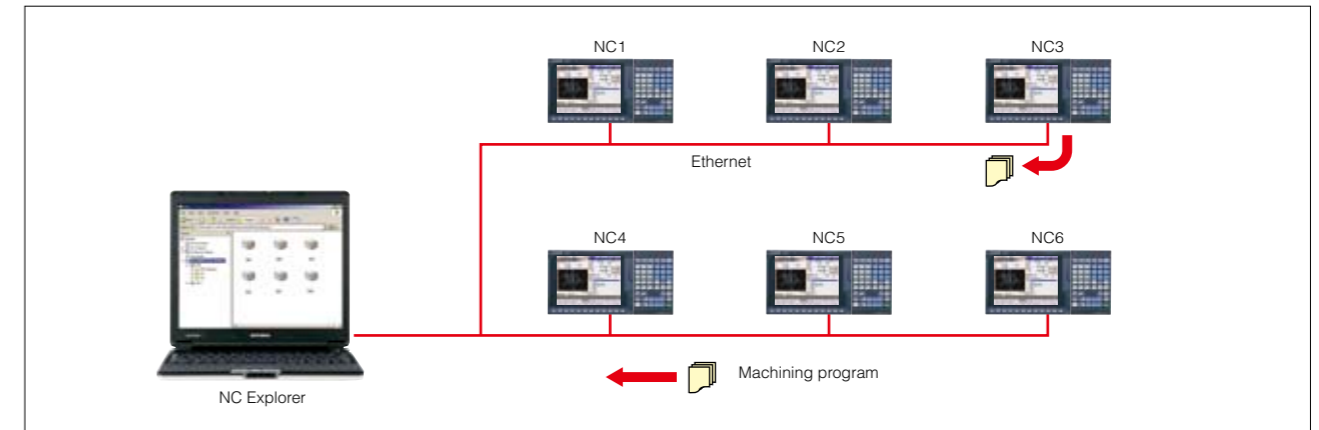 NC1
NC2
NC3
Ethernet
NC4
NC5
NC6
Machining program
NC Explorer